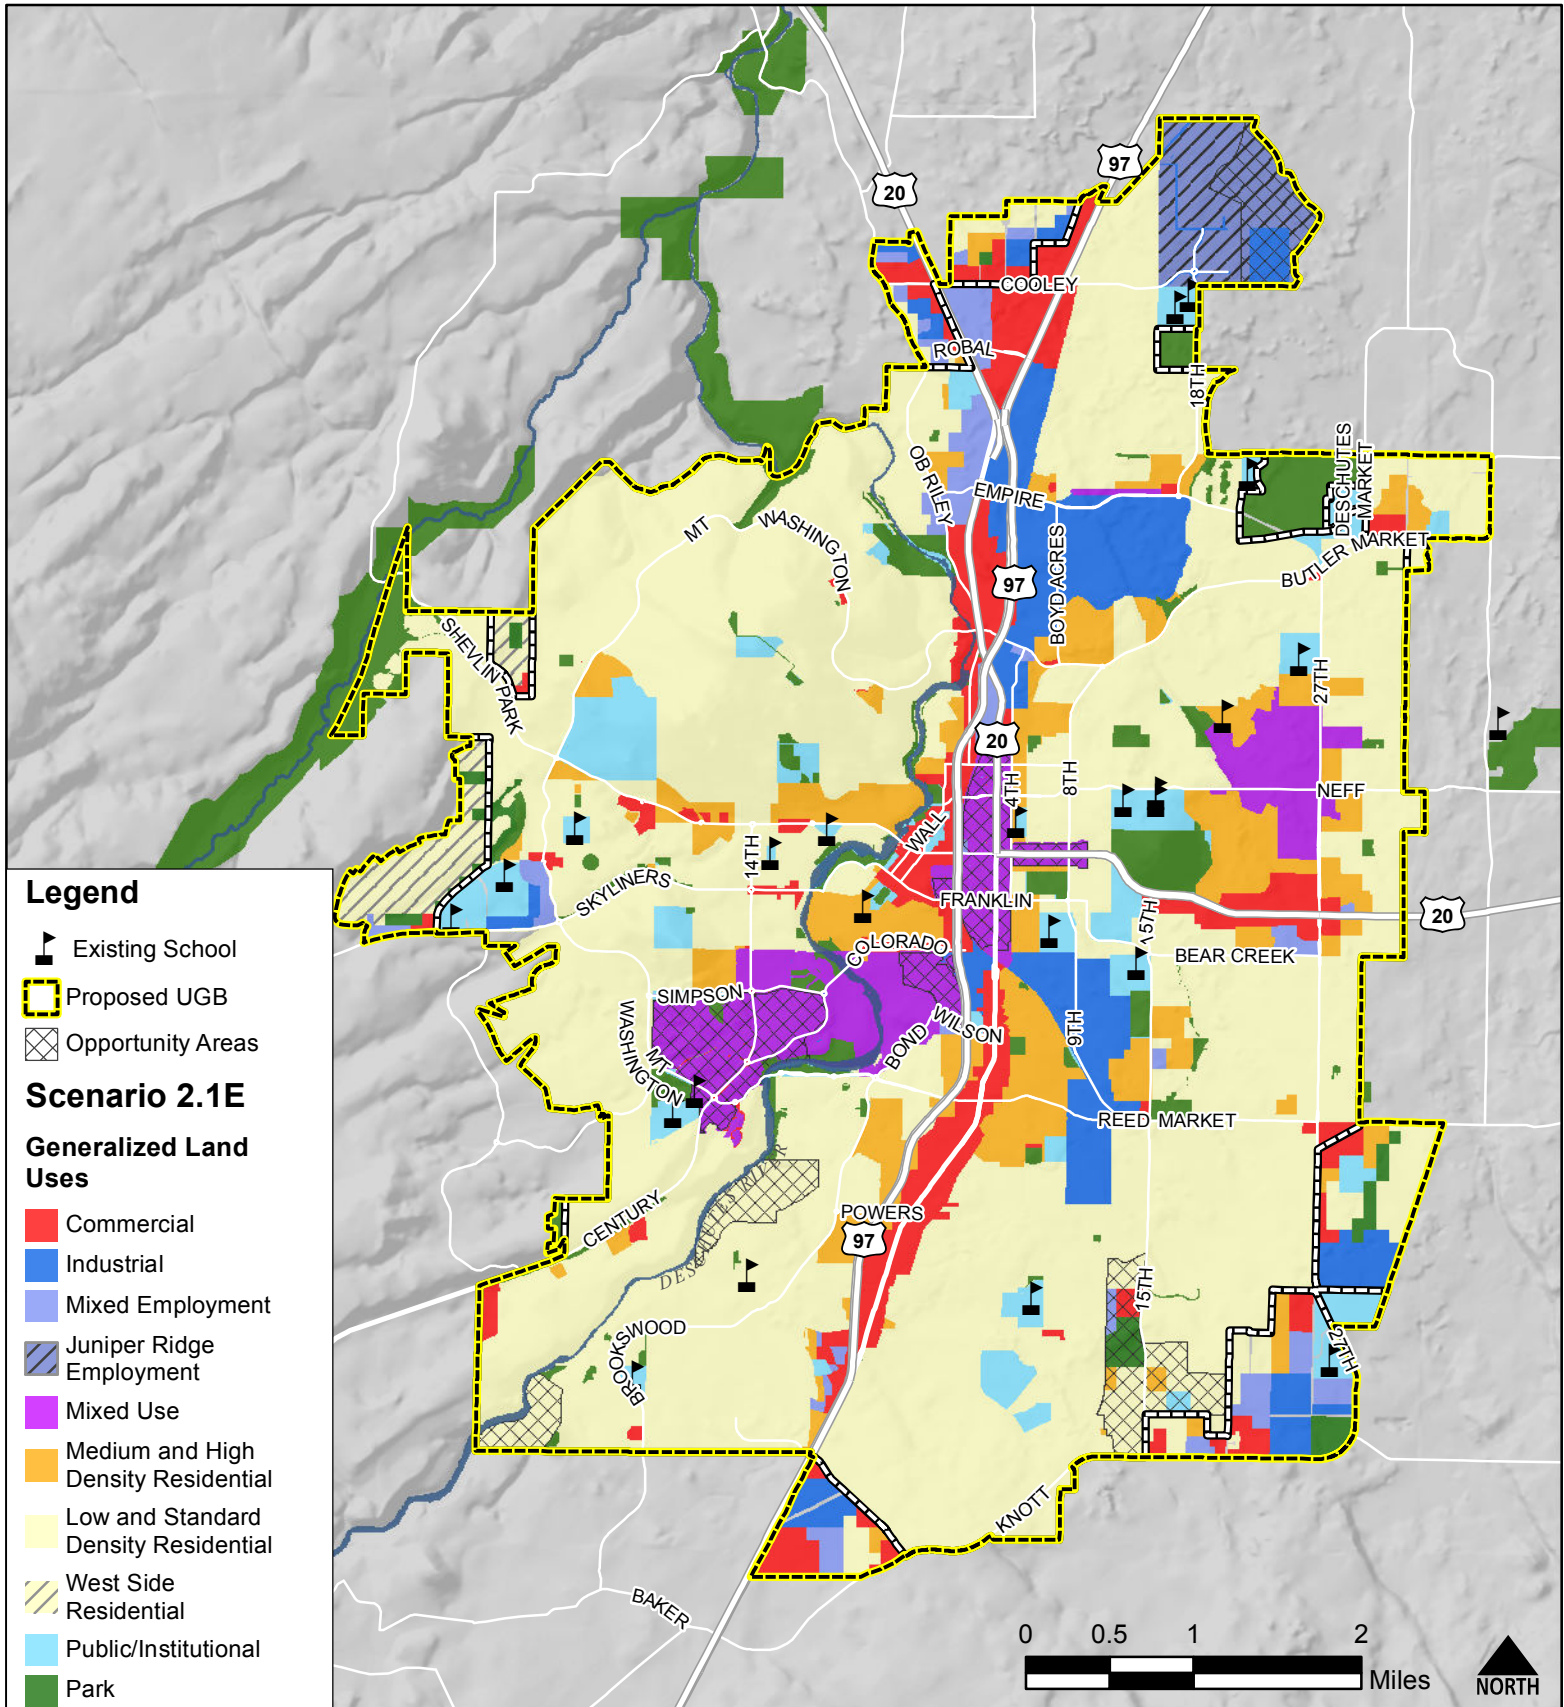 97
20
COOLEY
ROBAL
18TH
OB RILEY
EMPIRE
DESCHUTES
MARKET
MT
WASHINGTON
BUTLER MARKET
97
BOYD ACRES
SHEVLIN PARK
27TH
20
4TH
8TH
NEFF
WALL
14TH
SKYLINERS
FRANKLIN
15TH
20
COLORADO
BEAR CREEK
SIMPSON
WASHINGTON
MT
BOND
WILSON
9TH
REED MARKET
DESCHUTES RIVER
CENTURY
POWERS
97
15TH
BROOKSWOOD
27TH
KNOTT
BAKER
Legend
Existing School
Proposed UGB
Opportunity Areas
Scenario 2.1E
Generalized Land
Uses
Commercial
Industrial
Mixed Employment
Juniper Ridge
Employment
Mixed Use
Medium and High
Density Residential
Low and Standard
Density Residential
West Side
Residential
Public/Institutional
Park
0 0.5 1 2
Miles
NORTH